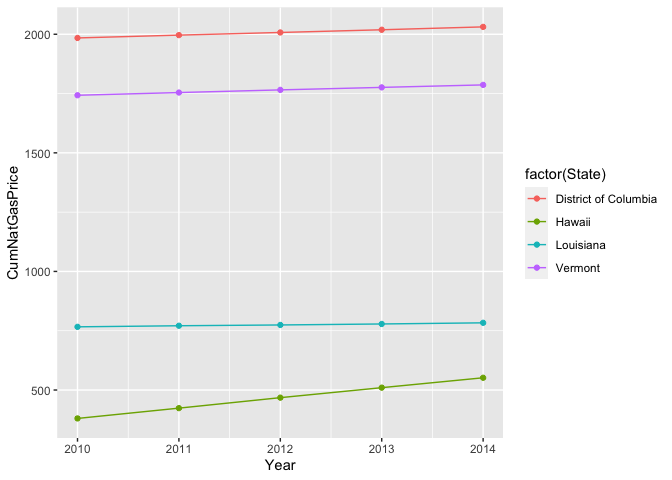 2000
1500
1000
500
CumNatGasPrice
2010 2011 2012 2013 2014
Year
factor(State)
District of Columbia
Hawaii
Louisiana
Vermont